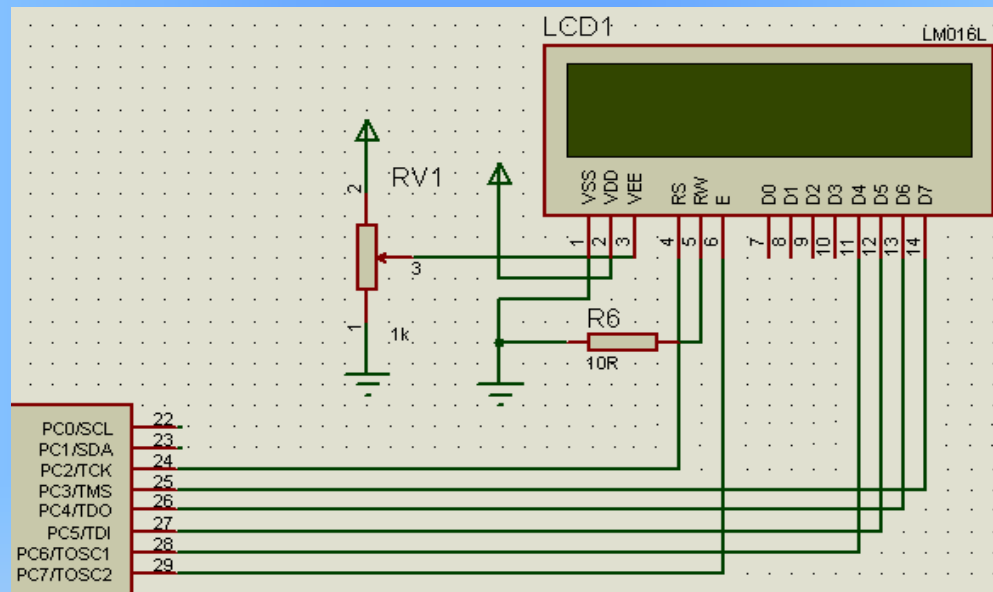 LCD1
LM016L
RV1
2
3
1
1k
VSS
VDD
VEE
RS
RW
E
D0
D1
D2
D3
D4
D5
D6
D7
1
2
3
4
5
6
7
8
9
10
11
12
13
14
R6
10R
PC0/SCL 22
PC1/SDA 23
PC2/TCK 24
PC3/TMS 25
PC4/TDO 26
PC5/TDI 27
PC6/TOSC1 28
PC7/TOSC2 29